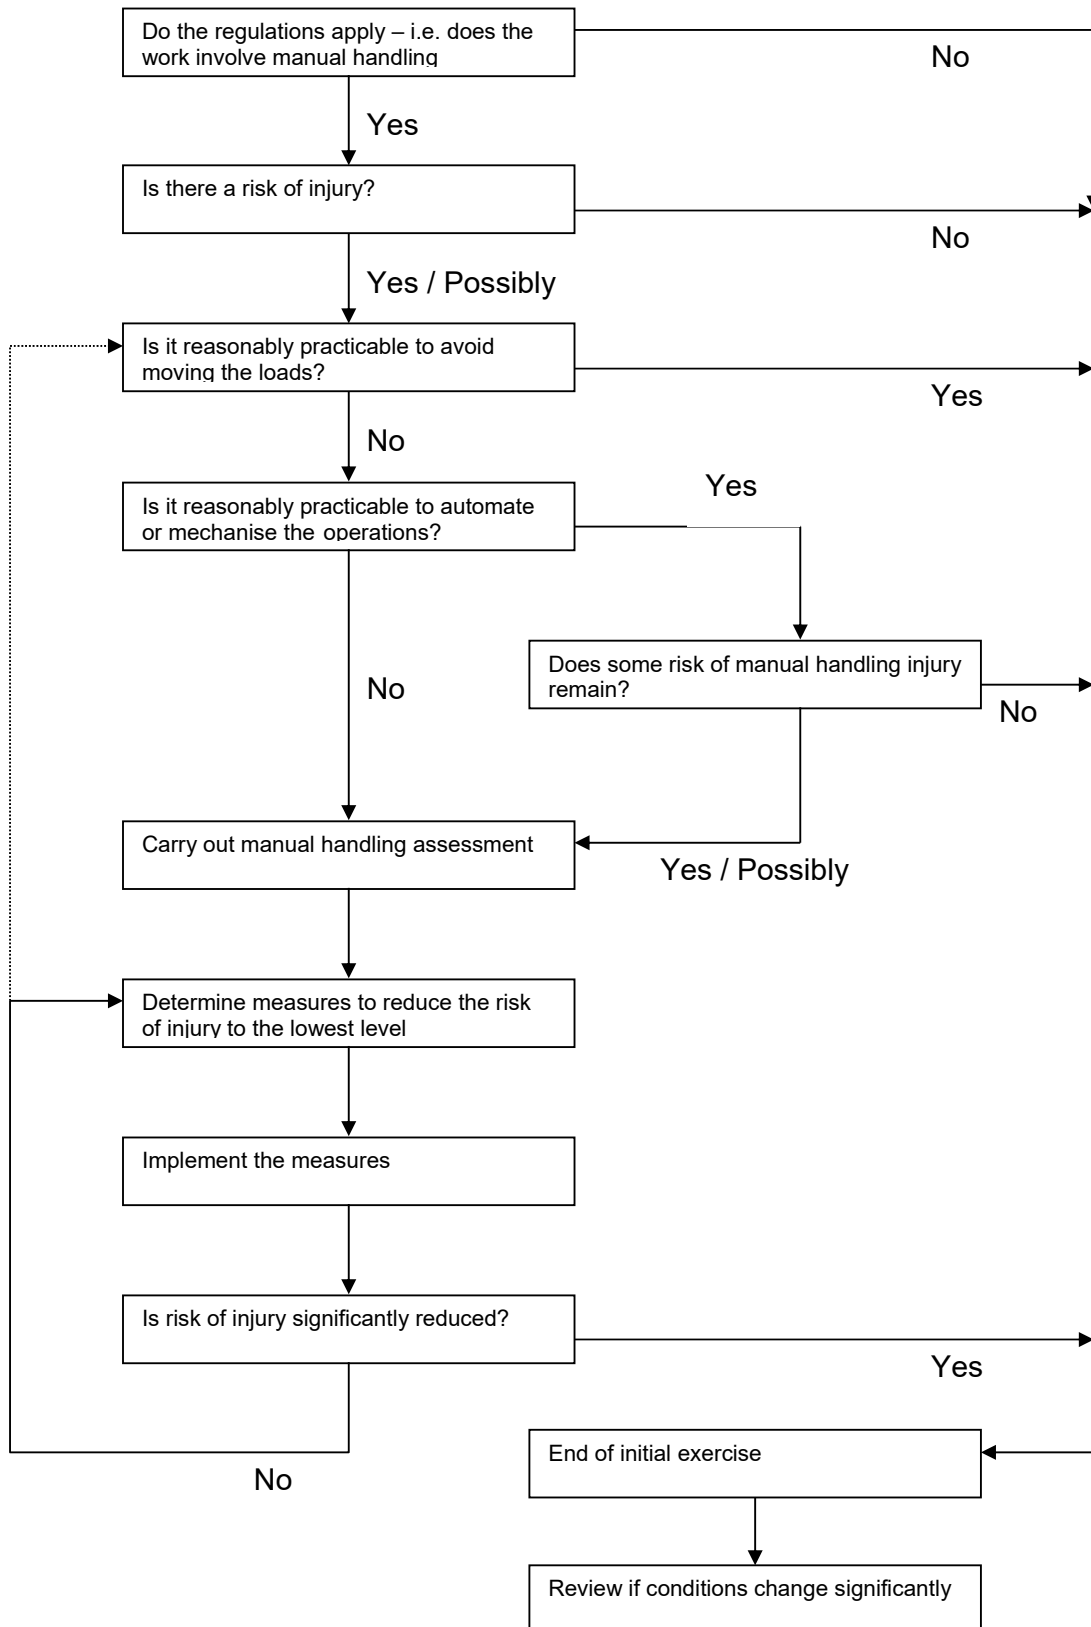 Do the regulations apply – i.e. does the
work involve manual handling
No
Yes
Is there a risk of injury?
No
Yes / Possibly
Is it reasonably practicable to avoid
moving the loads?
Yes
No
Yes
Is it reasonably practicable to automate
or mechanise the operations?
Does some risk of manual handling injury
remain?
No
No
Carry out manual handling assessment
Yes / Possibly
Determine measures to reduce the risk
of injury to the lowest level
Implement the measures
Is risk of injury significantly reduced?
Yes
End of initial exercise
No
Review if conditions change significantly